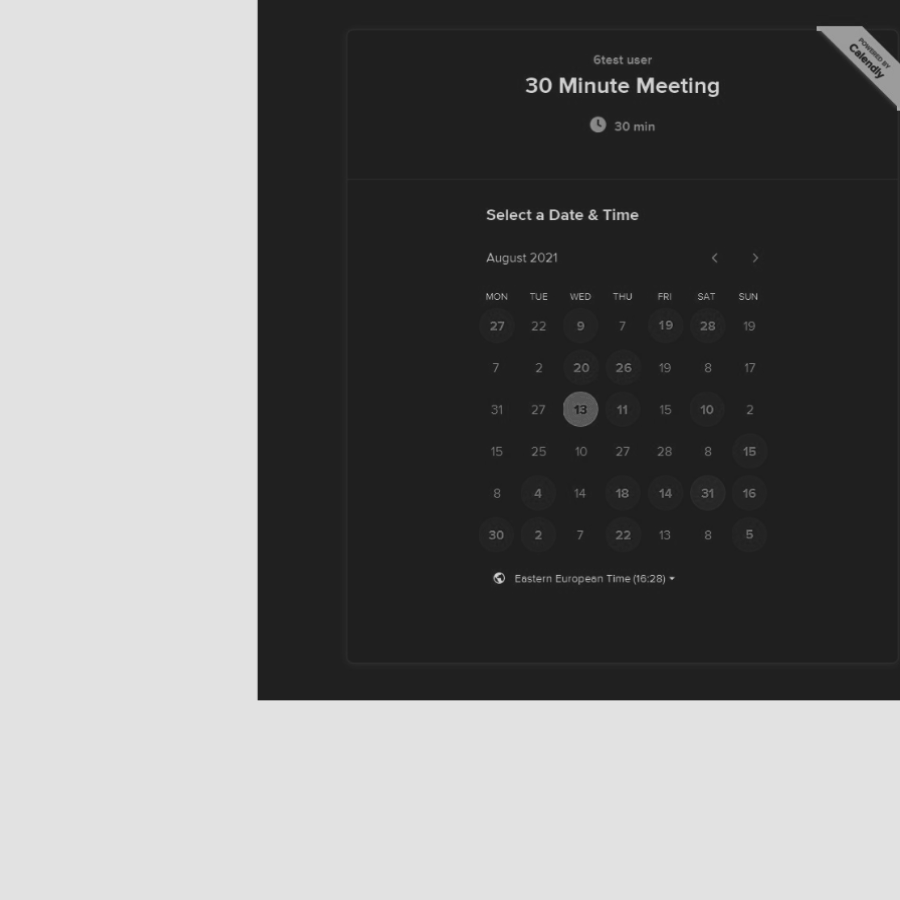 POWERED BY
Calendly
6test user
30 Minute Meeting
30 min
Select a Date & Time
August 2021
MON TUE WED THU FRI SAT SUN
27 22 9 7 19 28 19
7 2 20 26 19 8 17
31 27 13 11 15 10 2
15 25 10 27 28 8 15
8 4 14 18 14 31 16
30 2 7 22 13 8 5
Eastern European Time (16:28)